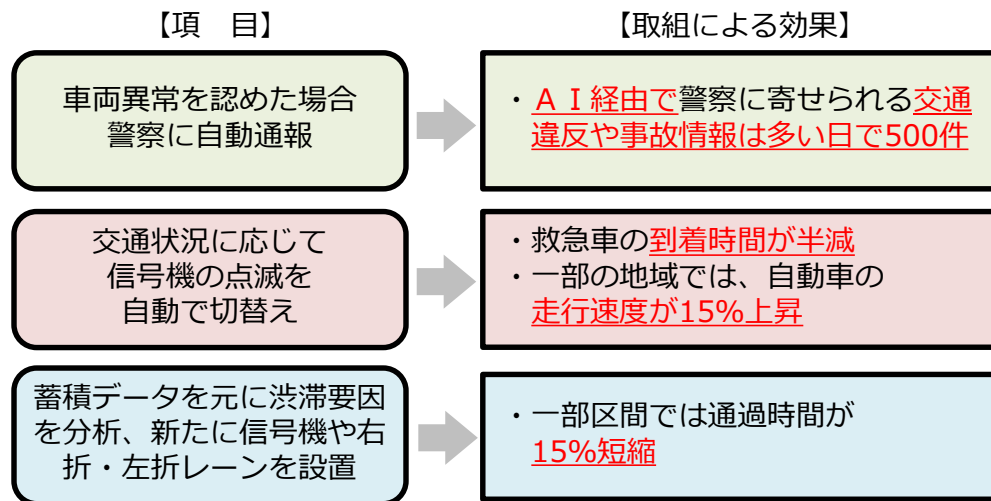 【項　目】
【取組による効果】
車両異常を認めた場合
警察に自動通報
・ＡＩ経由で警察に寄せられる交通
違反や事故情報は多い日で500件
交通状況に応じて
信号機の点滅を
自動で切替え
・救急車の到着時間が半減
・一部の地域では、自動車の
走行速度が15%上昇
蓄積データを元に渋滞要因
を分析、新たに信号機や右
折・左折レーンを設置
・一部区間では通過時間が
15%短縮